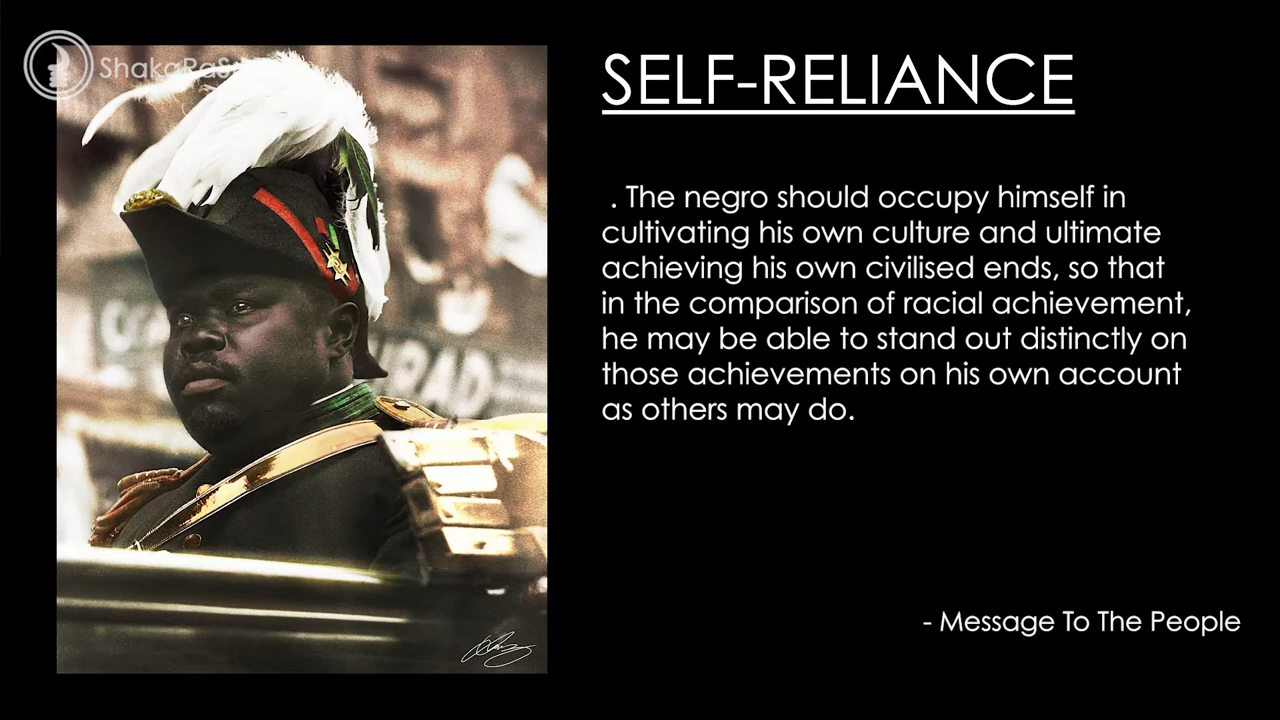 ShakaRaS
SELF-RELIANCE
. The negro should occupy himself in
cultivating his own culture and ultimate
achieving his own civilised ends, so that
in the comparison of racial achievement,
he may be able to stand out distinctly on
those achievements on his own account
as others may do.
- Message To The People